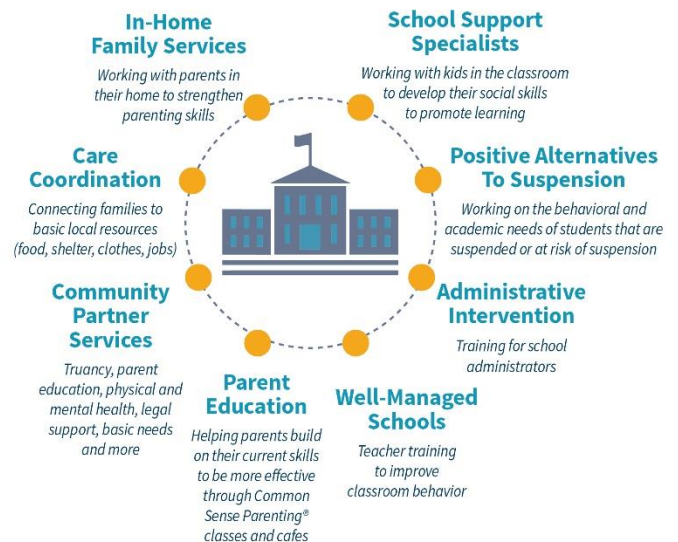 In-Home
Family Services
Working with parents in
their home to strengthen
parenting skills
School Support
Specialists
Working with kids in the classroom
to develop their social skills
to promote learning
Care
Coordination
Connecting families to
basic local resources
(food, shelter, clothes, jobs)
Positive Alternatives
To Suspension
Working on the behavioral and
academic needs of students that are
suspended or at risk of suspension
Community
Partner
Services
Truancy, parent
education, physical and
mental health, legal
support, basic needs
and more
Administrative
Intervention
Training for school
administrators
Parent
Education
Helping parents build
on their current skills
to be more effective
through Common
Sense Parenting®
classes and cafes
Well-Managed
Schools
Teacher training
to improve
classroom behavior